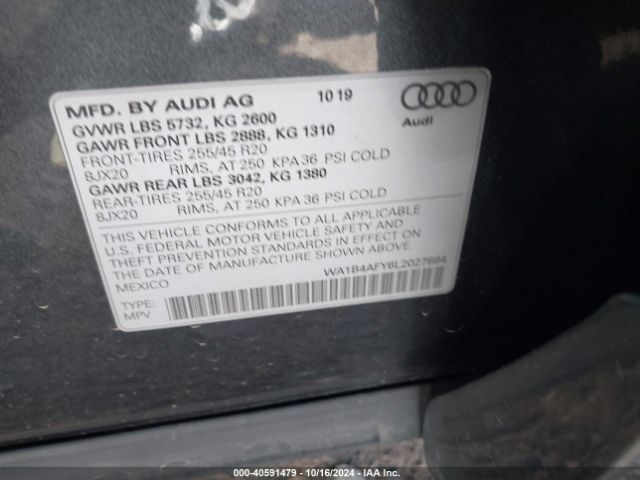 MFD. BY AUDI AG 10 19
GVWR LBS 5732, KG 2600
GAWR FRONT LBS 2888, KG 1310
FRONT-TIRES 255/45 R20
8JX20 RIMS, AT 250 KPA 36 PSI COLD
GAWR REAR LBS 3042, KG 1380
REAR-TIRES 255/45 R20
8JX20 RIMS, AT 250 KPA 36 PSI COLD
Audi
THIS VEHICLE CONFORMS TO ALL APPLICABLE
U.S. FEDERAL MOTOR VEHICLE SAFETY AND
THEFT PREVENTION STANDARDS IN EFFECT ON
THE DATE OF MANUFACTURE SHOWN ABOVE.
MEXICO WA1B4AFY6L2027884
TYPE:
MPV
000-40591479 - 10/16/2024 - IAA Inc.